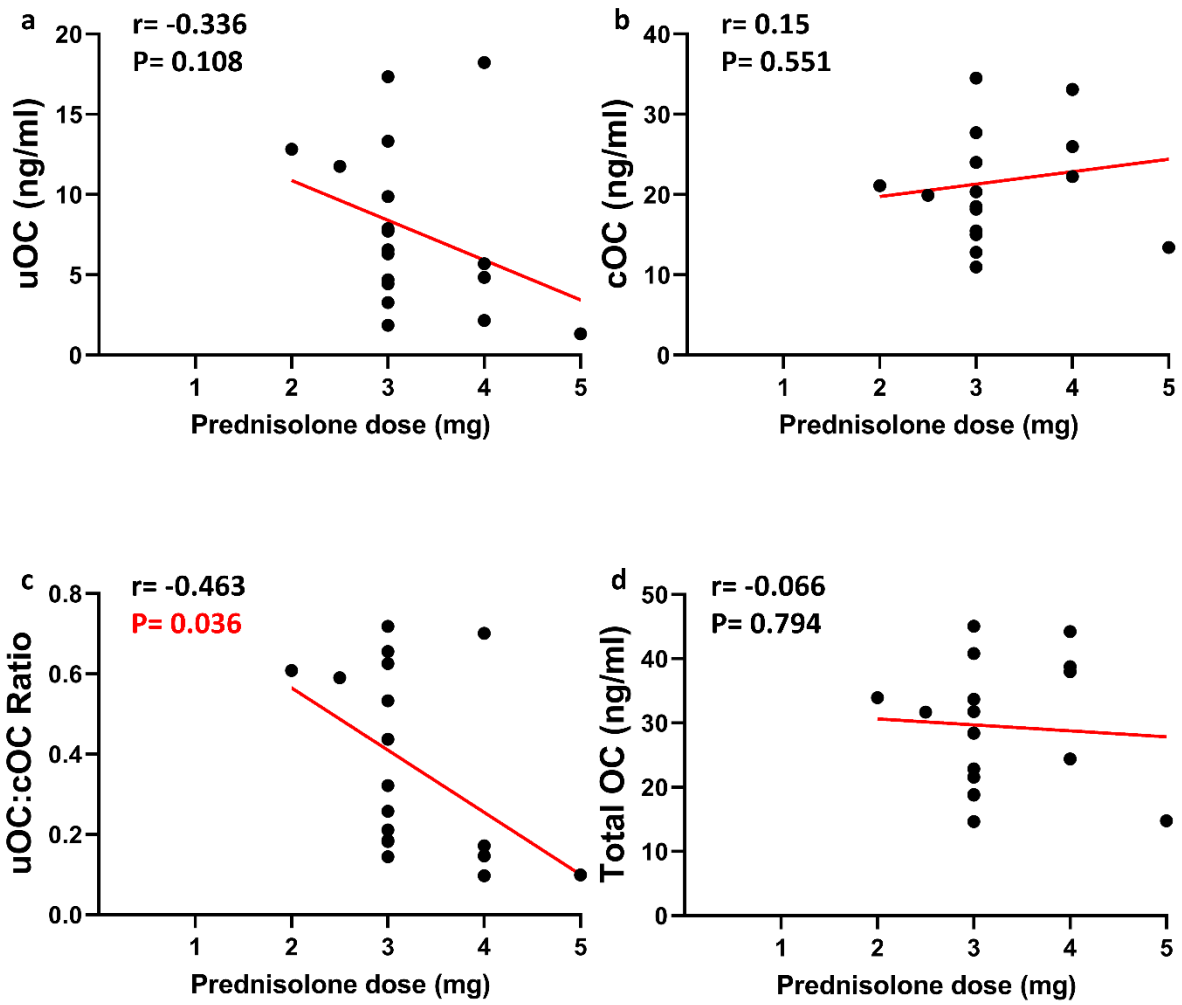 a
r= -0.336
P= 0.108
20
15
10
5
0
uOC (ng/ml)
1 2 3 4 5
Prednisolone dose (mg)
b
r= 0.15
P= 0.551
40
30
20
10
0
cOC (ng/ml)
1 2 3 4 5
Prednisolone dose (mg)
c
r= -0.463
P= 0.036
0.8
0.6
0.4
0.2
0.0
uOC:cOC Ratio
1 2 3 4 5
Prednisolone dose (mg)
d
r= -0.066
P= 0.794
50
40
30
20
10
0
Total OC (ng/ml)
1 2 3 4 5
Prednisolone dose (mg)